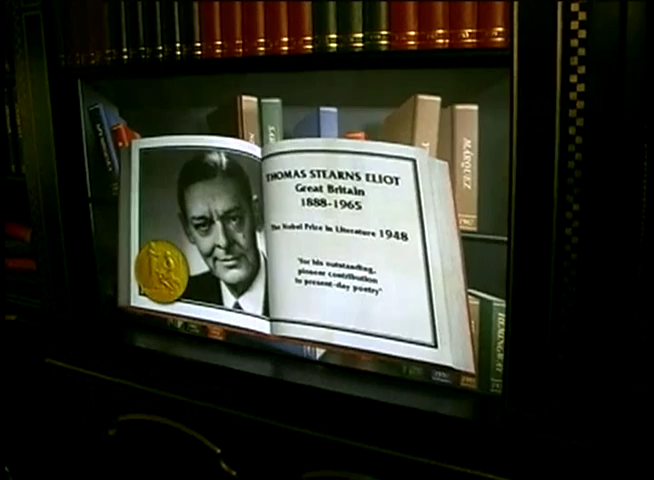 THOMAS STEARNS ELIOT
Great Britain
1888-1965
The Nobel Prize in Literature 1948
"for his outstanding,
pioneer contribution
to present-day poetry"
MÁRQUEZ
HEMINGWAY